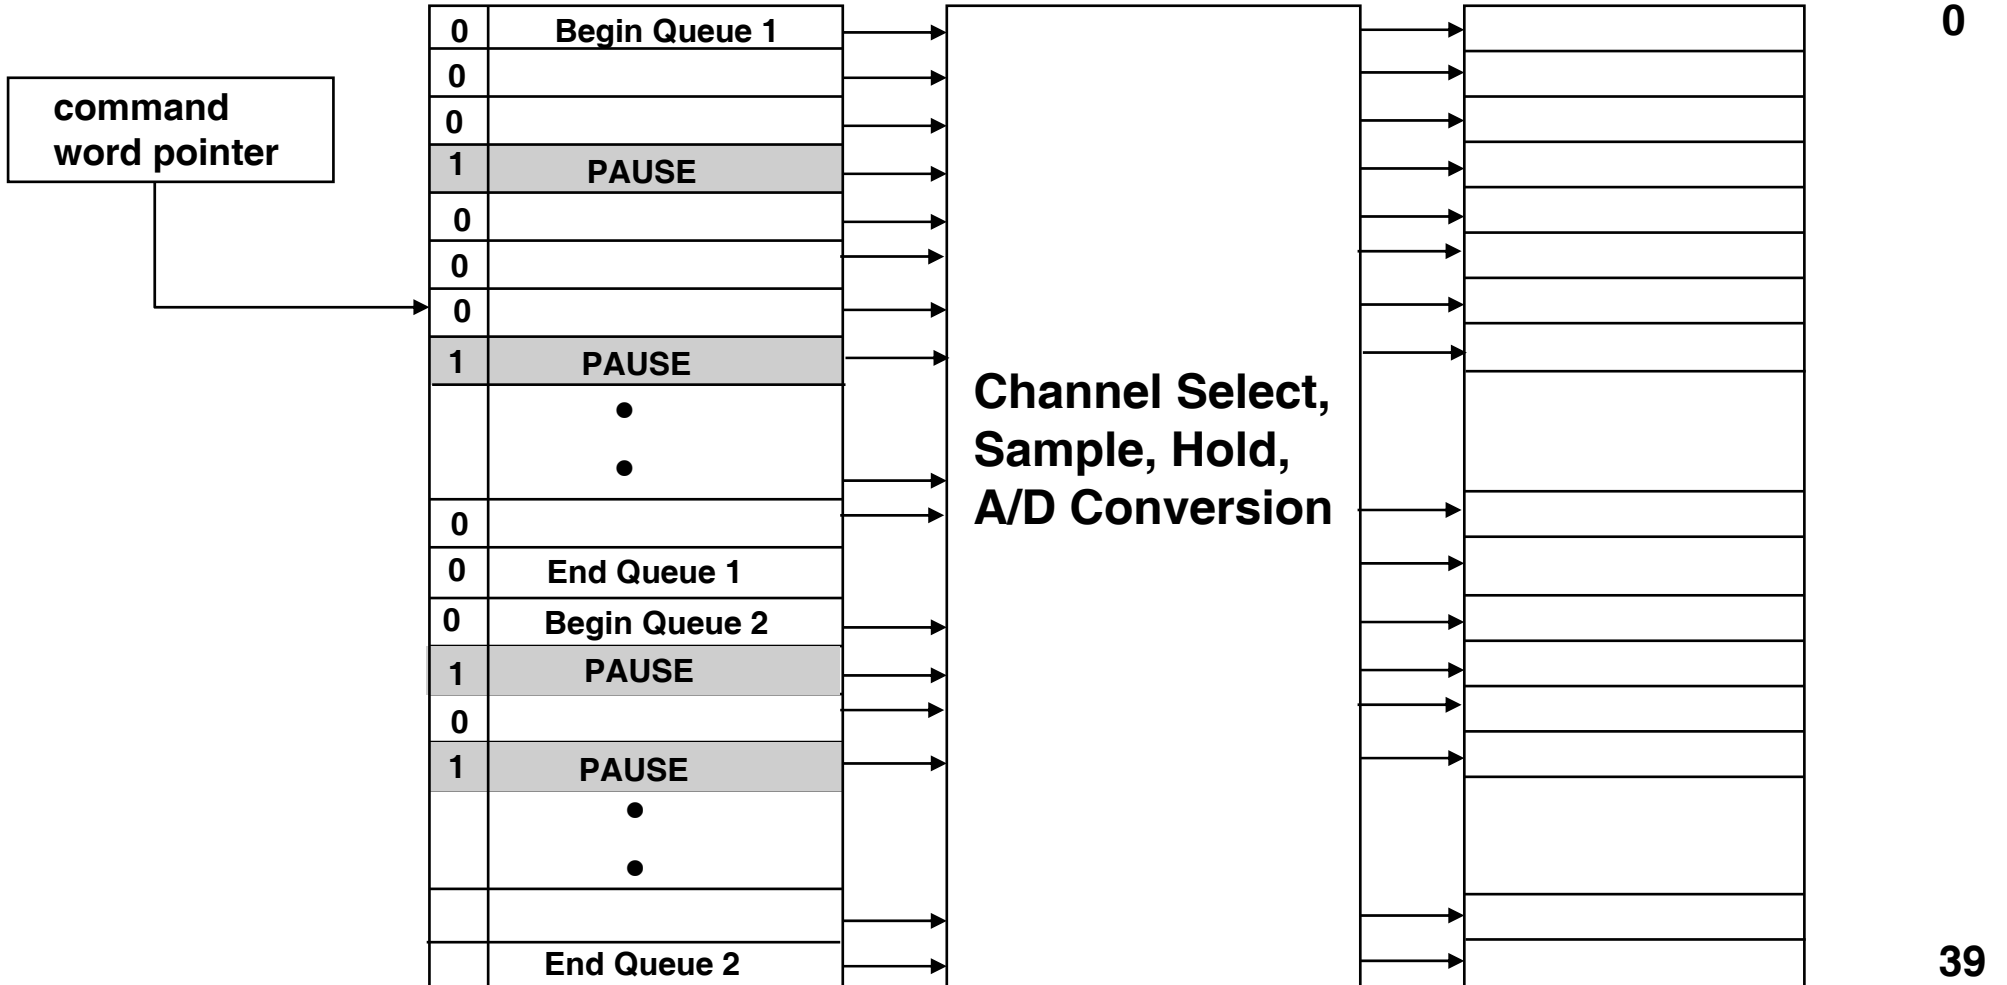 0 Begin Queue 1 0
0
command
word pointer
0
1 PAUSE
0
0
0
1 PAUSE
Channel Select,
Sample, Hold,
A/D Conversion
0
0 End Queue 1
0 Begin Queue 2
1 PAUSE
0
1 PAUSE
End Queue 2 39